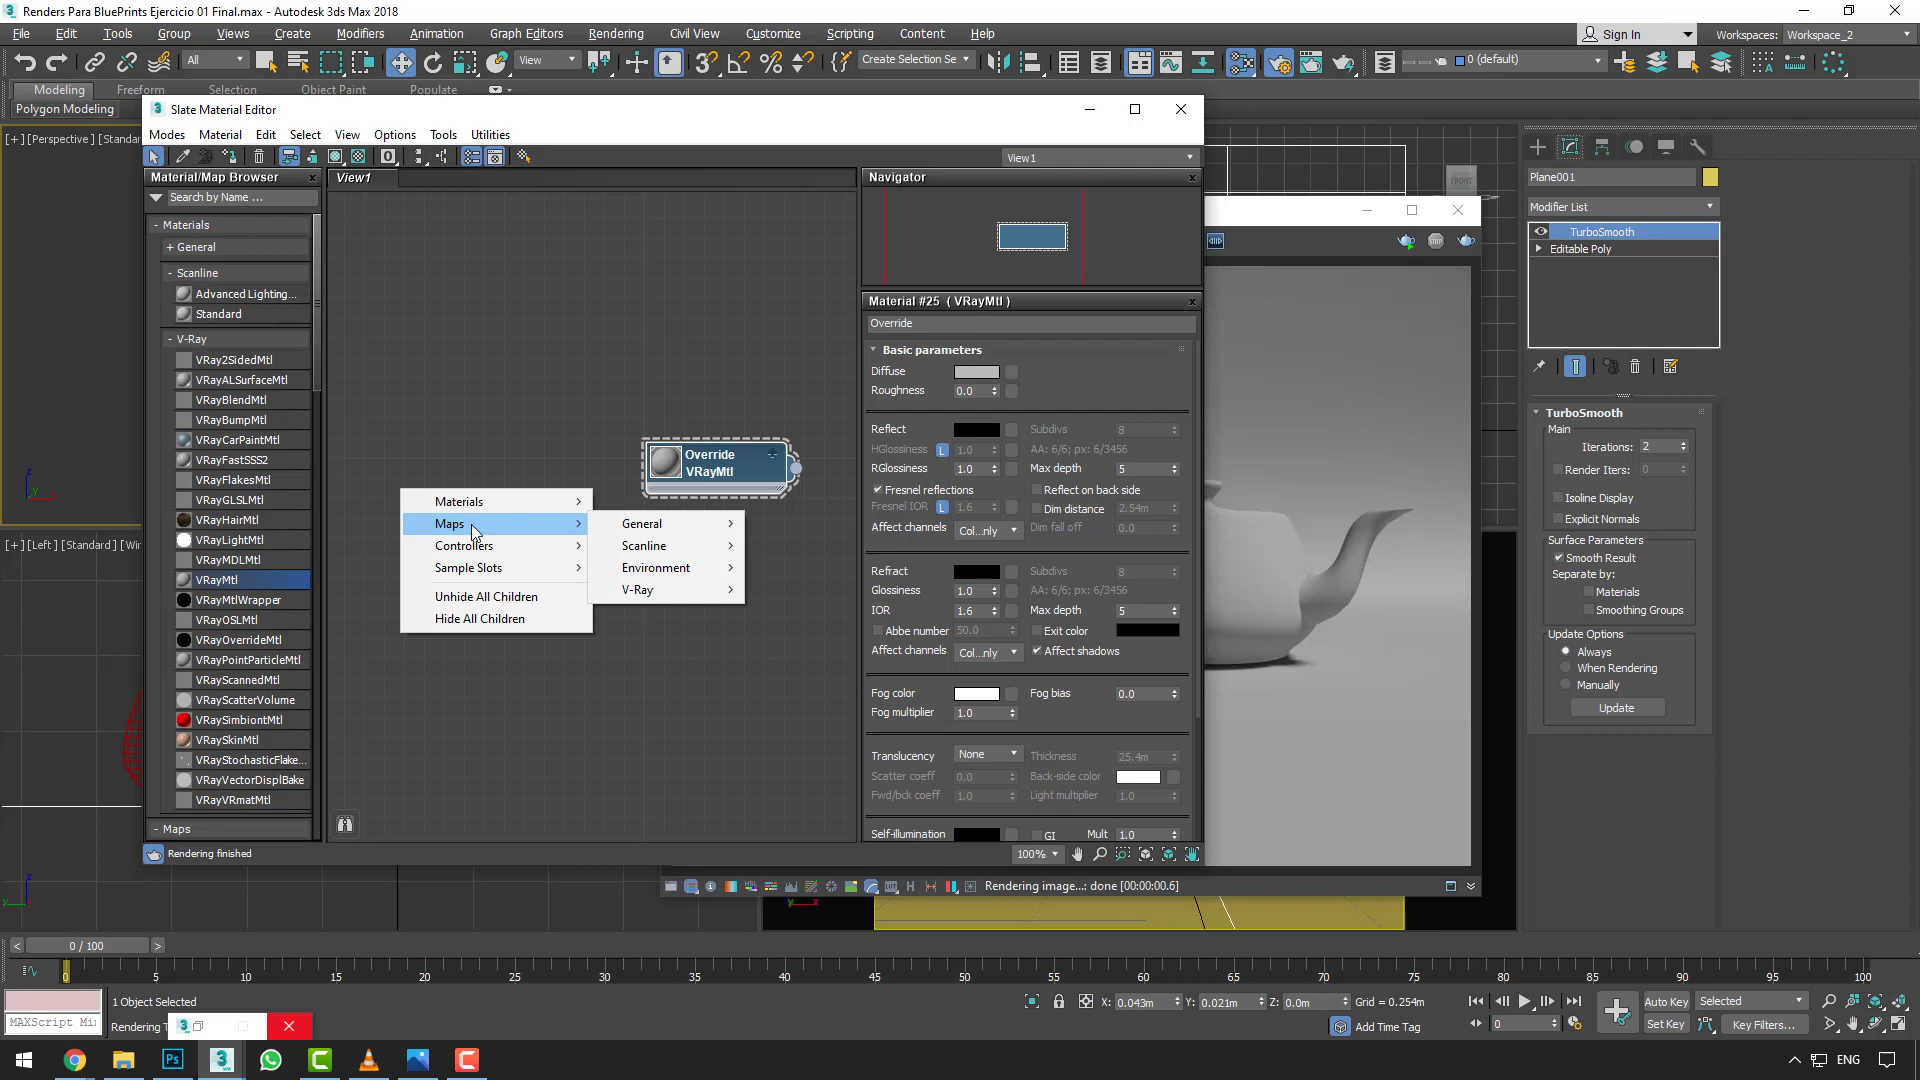 Renders Para BluePrints Ejercicio 01 Final.max - Autodesk 3ds Max 2018
File Edit Tools Group Views Create Modifiers Animation Graph Editors Rendering Civil View Customize Scripting Content Help
Sign In Workspaces: Workspace_2
All View Create Selection Se 0 (default)
Modeling Freeform Selection Object Paint Populate
Polygon Modeling
[+] [Perspective] [Standar
Slate Material Editor
Modes Material Edit Select View Options Tools Utilities
View1
Material/Map Browser
View1
Search by Name ...
- Materials
+ General
- Scanline
Advanced Lighting...
Standard
- V-Ray
VRay2SidedMtl
VRayALSurfaceMtl
VRayBlendMtl
VRayBumpMtl
VRayCarPaintMtl
VRayFastSSS2
VRayFlakesMtl
VRayGLSLMtl
VRayHairMtl
VRayLightMtl
VRayMDLMtl
VRayMtl
VRayMtlWrapper
VRayOSLMtl
VRayOverrideMtl
VRayPointParticleMtl
VRayScannedMtl
VRayScatterVolume
VRaySimbiontMtl
VRaySkinMtl
VRayStochasticFlake...
VRayVectorDisplBake
VRayVRmatMtl
- Maps
Rendering finished
Override
VRayMtl
Materials
Maps
Controllers
Sample Slots
Unhide All Children
Hide All Children
General
Scanline
Environment
V-Ray
Navigator
Material #25 ( VRayMtl )
Override
Basic parameters
Diffuse
Roughness 0.0
Reflect Subdivs 8
HGlossiness L 1.0 AA: 6/6; px: 6/3456
RGlossiness 1.0 Max depth 5
Fresnel reflections Reflect on back side
Fresnel IOR L 1.6 Dim distance 2.54m
Affect channels Col...nly Dim fall off 0.0
Refract Subdivs 8
Glossiness 1.0 AA: 6/6; px: 6/3456
IOR 1.6 Max depth 5
Abbe number 50.0 Exit color
Affect channels Col...nly Affect shadows
Fog color Fog bias 0.0
Fog multiplier 1.0
Translucency None Thickness 25.4m
Scatter coeff 0.0 Back-side color
Fwd/bck coeff 1.0 Light multiplier 1.0
Self-illumination GI Mult 1.0
100%
[+] [Left] [Standard] [Wir
FRONT
STOP
Rendering image...: done [00:00:00.6]
Plane001
Modifier List
TurboSmooth
Editable Poly
TurboSmooth
Main
Iterations: 2
Render Iters: 0
Isoline Display
Explicit Normals
Surface Parameters
Smooth Result
Separate by:
Materials
Smoothing Groups
Update Options
Always
When Rendering
Manually
Update
0 / 100
0 5 10 15 20 25 30 35 40 45 50 55 60 65 70 75 80 85 90 95 100
1 Object Selected
MAXScript Mi
Rendering T
X: 0.043m Y: 0.021m Z: 0.0m Grid = 0.254m
Add Time Tag
0
Auto Key Selected
Set Key Key Filters...
ENG